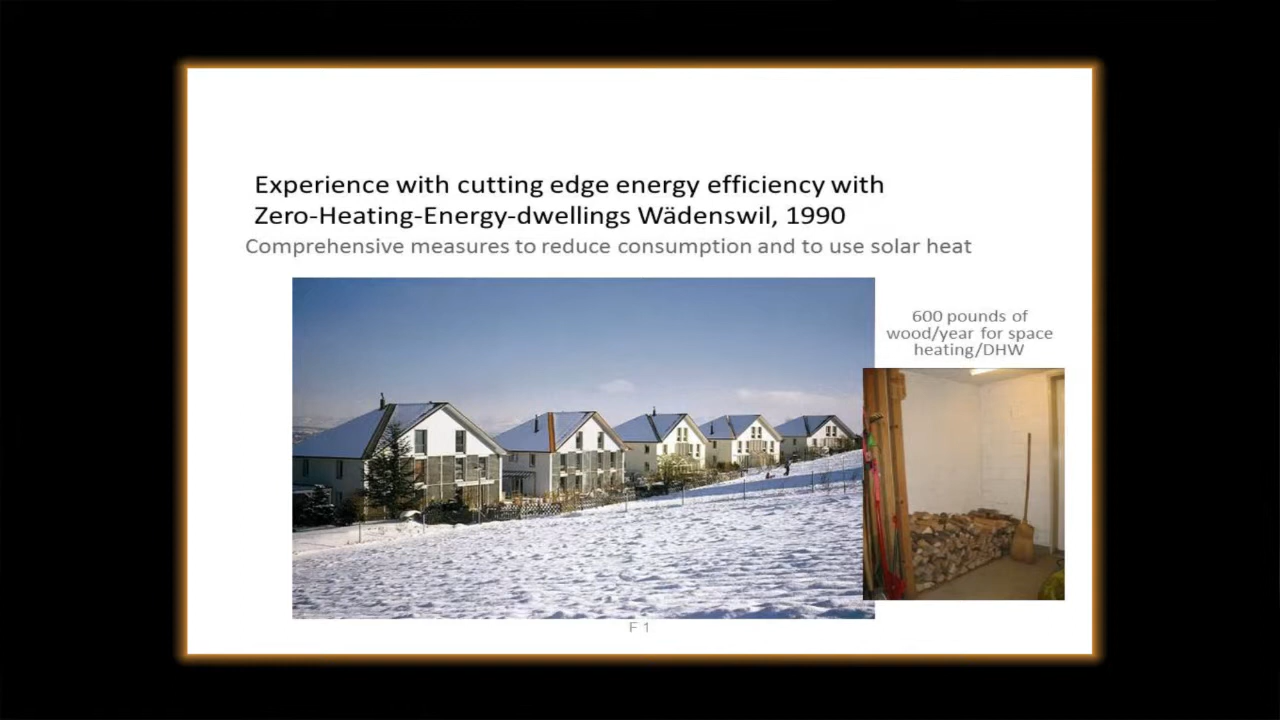 Experience with cutting edge energy efficiency with
Zero-Heating-Energy-dwellings Wädenswil, 1990
Comprehensive measures to reduce consumption and to use solar heat
600 pounds of
wood/year for space
heating/DHW
F 1